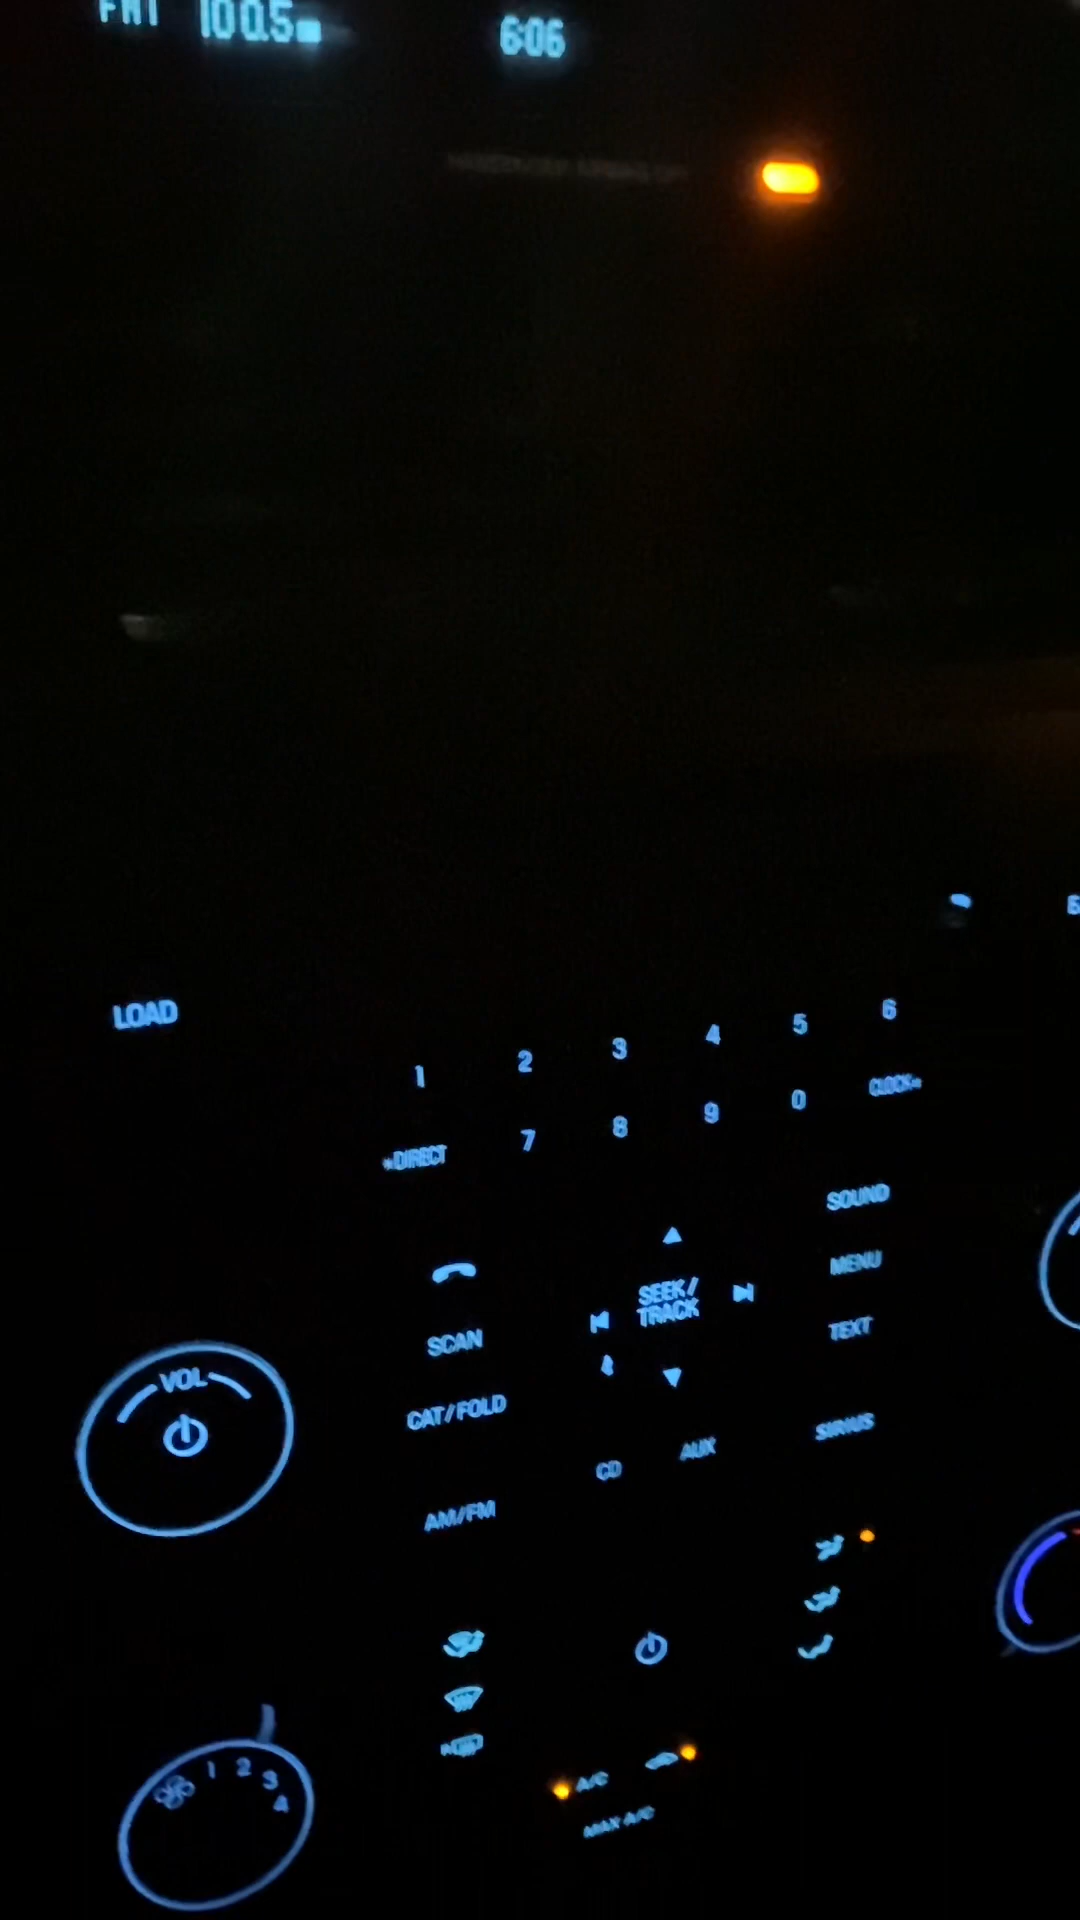 FM1 100.5 6:06
LOAD
1 2 3 4 5 6
*DIRECT 7 8 9 0 CLOCK
SOUND
SEEK/
TRACK
MENU
SCAN
TEXT
VOL
CAT/FOLD
SIRIUS
CD AUX
AM/FM
1 2 3 4
A/C
MAX A/C